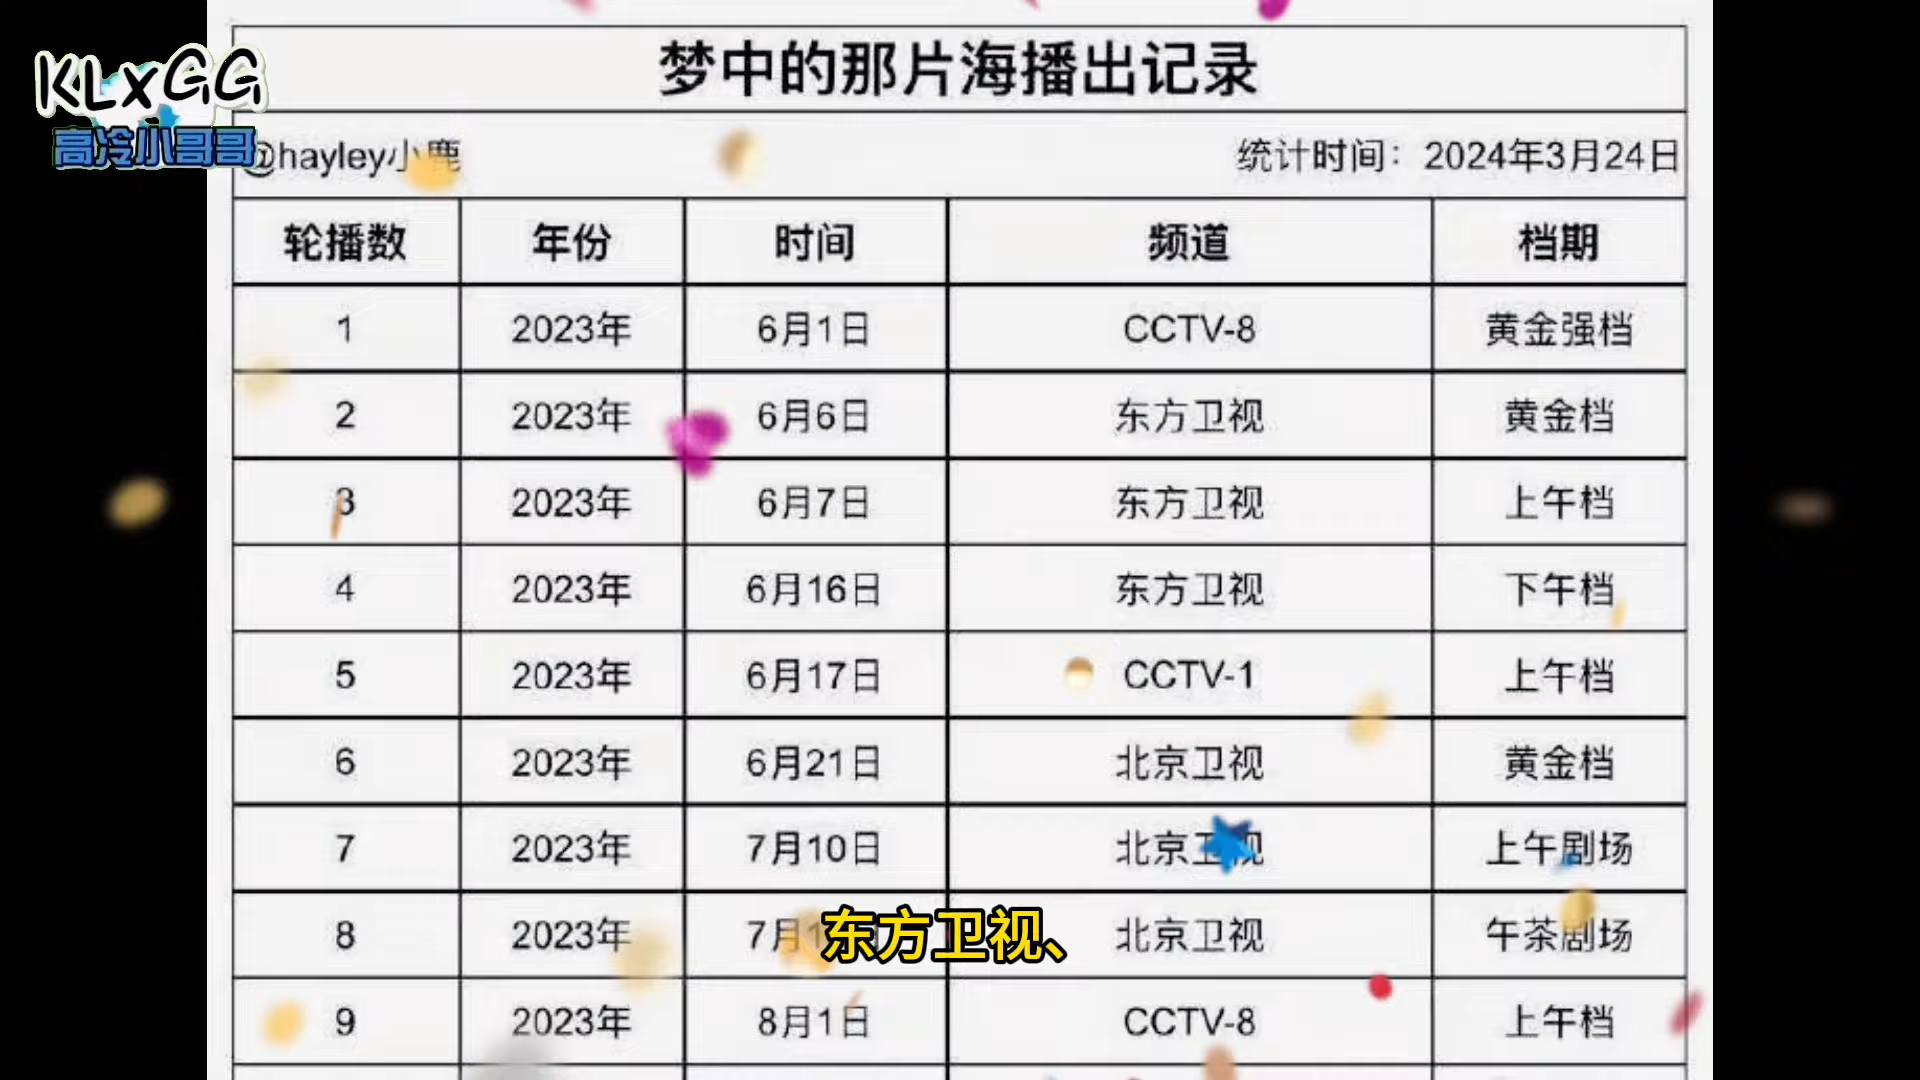 KLxGG
高冷小哥哥
梦中的那片海播出记录
@hayley小鹿 统计时间：2024年3月24日
轮播数 年份 时间 频道 档期
1 2023年 6月1日 CCTV-8 黄金强档
2 2023年 6月6日 东方卫视 黄金档
3 2023年 6月7日 东方卫视 上午档
4 2023年 6月16日 东方卫视 下午档
5 2023年 6月17日 CCTV-1 上午档
6 2023年 6月21日 北京卫视 黄金档
7 2023年 7月10日 北京卫视 上午剧场
8 2023年 北京卫视 午茶剧场
东方卫视、
9 2023年 8月1日 CCTV-8 上午档